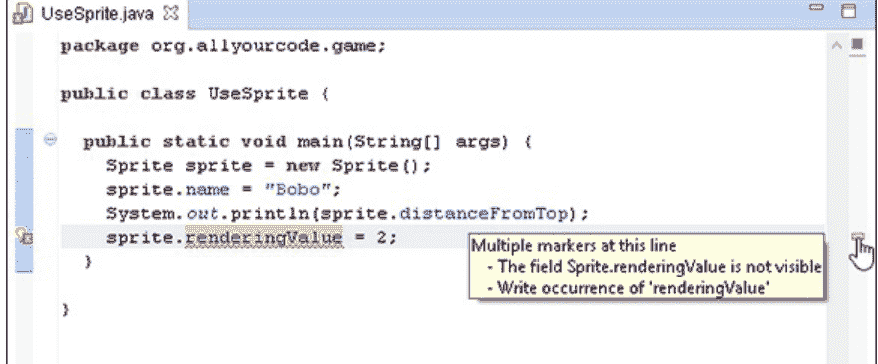 UseSprite.java
package org.allyourcode.game;
public class UseSprite {
public static void main(String[] args) {
Sprite sprite = new Sprite();
sprite.name = "Bobo";
System.out.println(sprite.distanceFromTop);
sprite.renderingValue = 2;
Multiple markers at this line
- The field Sprite.renderingValue is not visible
- Write occurrence of 'renderingValue'
}
}